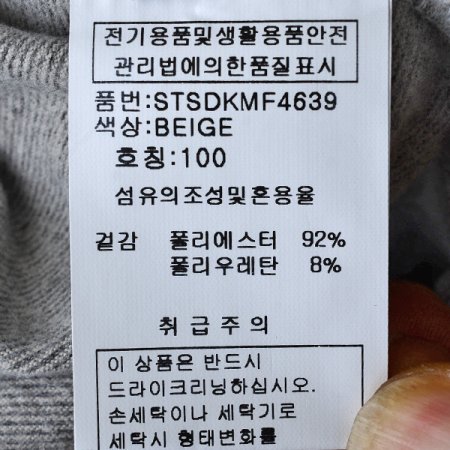 전기용품및생활용품안전
관리법에의한품질표시
품번:STSDKMF4639
색상:BEIGE
호칭:100
섬유의조성및혼용율
겉감 폴리에스터 92%
폴리우레탄 8%
취급주의
이 상품은 반드시
드라이크리닝하십시오.
손세탁이나 세탁기로
세탁시 형태변화를